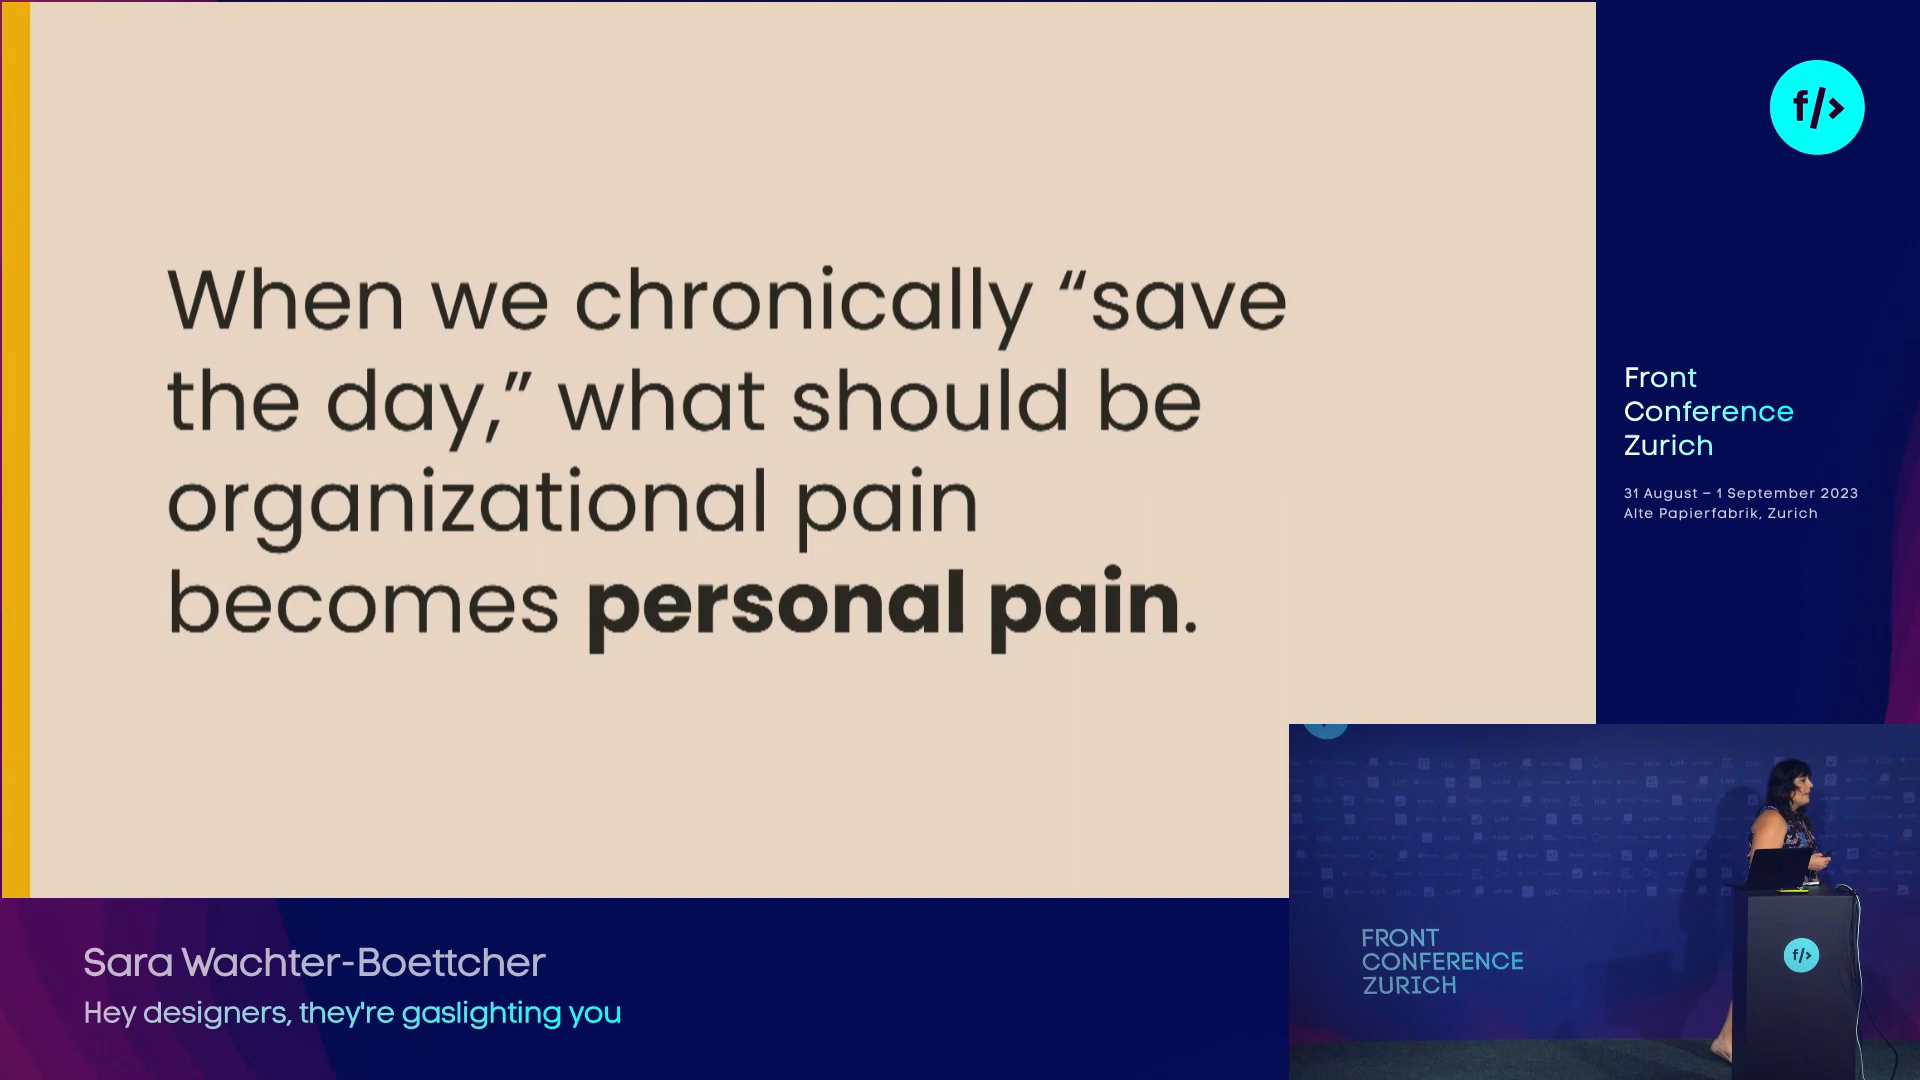 When we chronically “save
the day,” what should be
organizational pain
becomes personal pain.
f/>
Front
Conference
Zurich
31 August – 1 September 2023
Alte Papierfabrik, Zurich
Sara Wachter-Boettcher
Hey designers, they're gaslighting you
FRONT
CONFERENCE
ZURICH
f/>